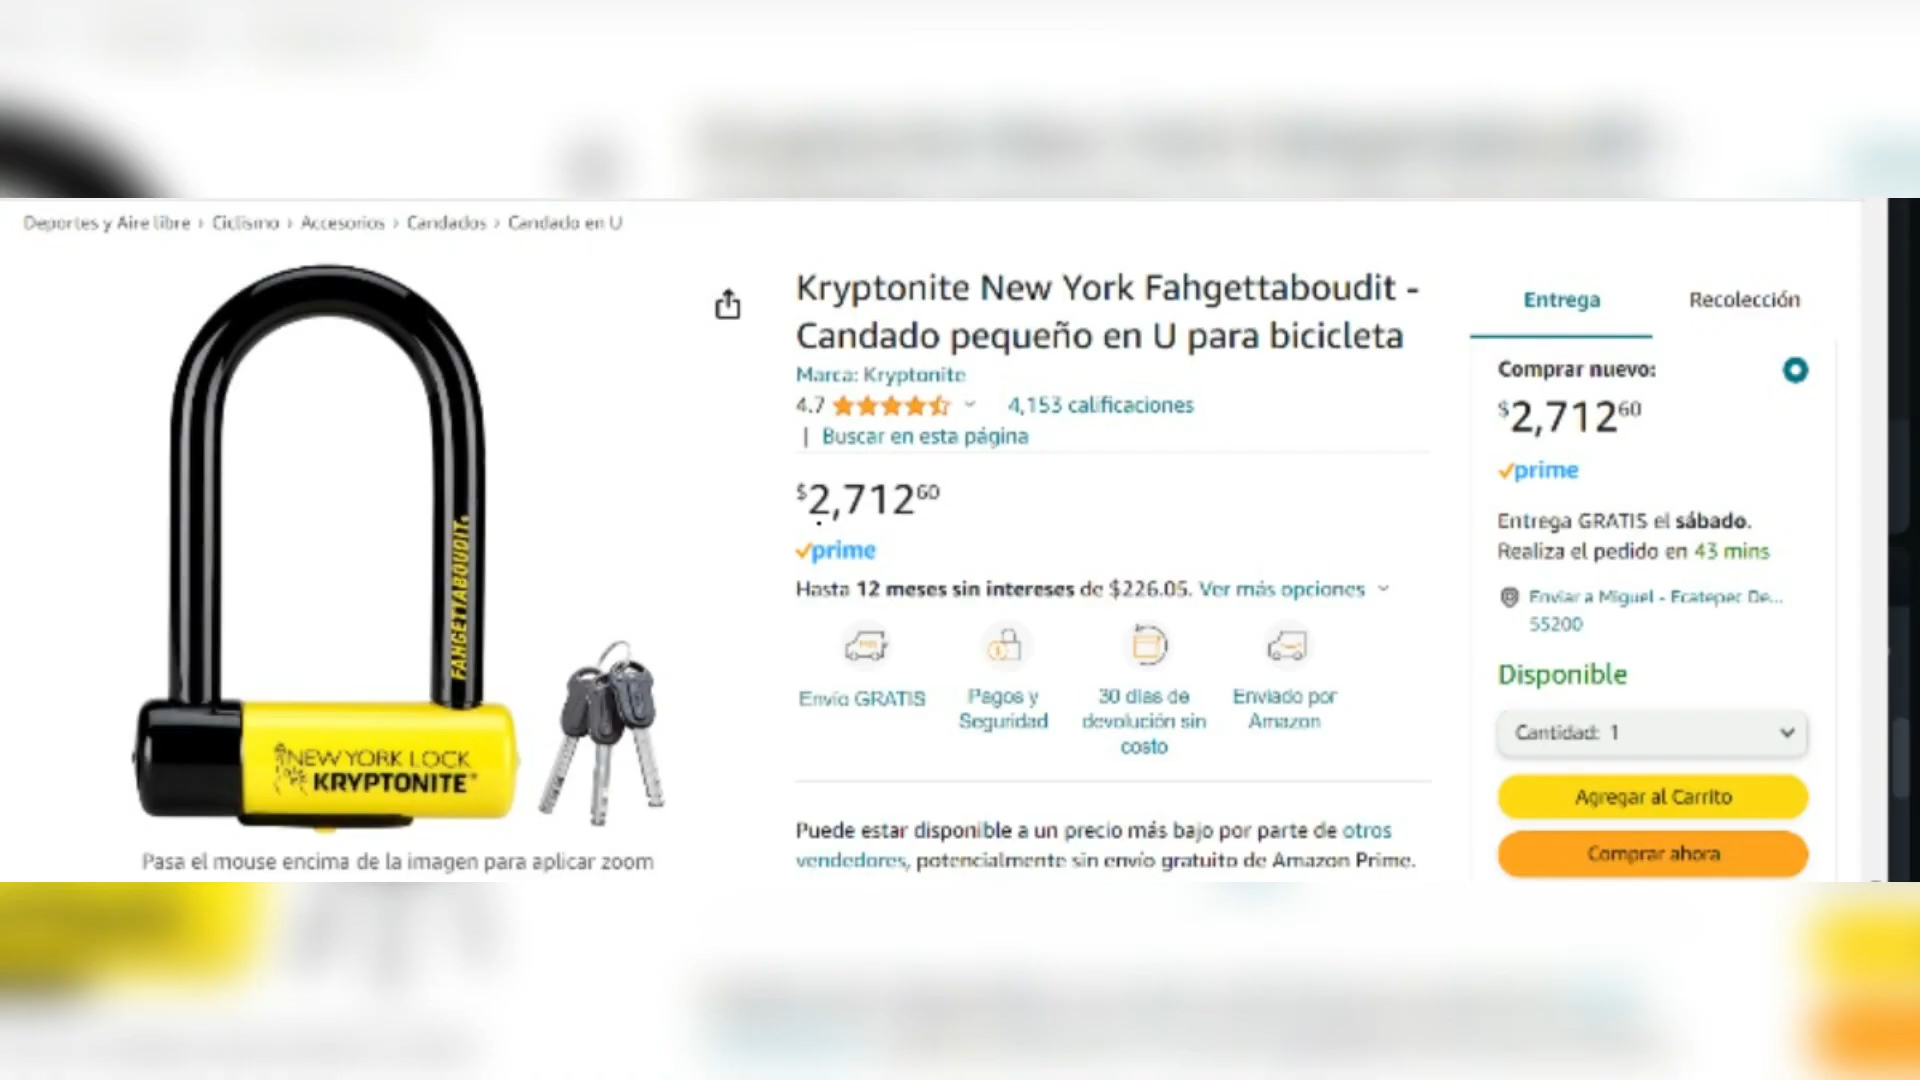 Deportes y Aire libre › Ciclismo › Accesorios › Candados › Candado en U
FAHGETTABOUDIT.
NEW YORK LOCK
KRYPTONITE
Pasa el mouse encima de la imagen para aplicar zoom
Kryptonite New York Fahgettaboudit -
Candado pequeño en U para bicicleta
Marca: Kryptonite
4.7 4,153 calificaciones
| Buscar en esta página
$2,71260
prime
Hasta 12 meses sin intereses de $226.05. Ver más opciones
Envío GRATIS
Pagos y
Seguridad
30 días de
devolución sin
costo
Enviado por
Amazon
Puede estar disponible a un precio más bajo por parte de otros
vendedores, potencialmente sin envío gratuito de Amazon Prime.
Entrega
Recolección
Comprar nuevo:
$2,71260
prime
Entrega GRATIS el sábado.
Realiza el pedido en 43 mins
Enviar a Miguel - Ecatepec De...
55200
Disponible
Cantidad: 1
Agregar al Carrito
Comprar ahora